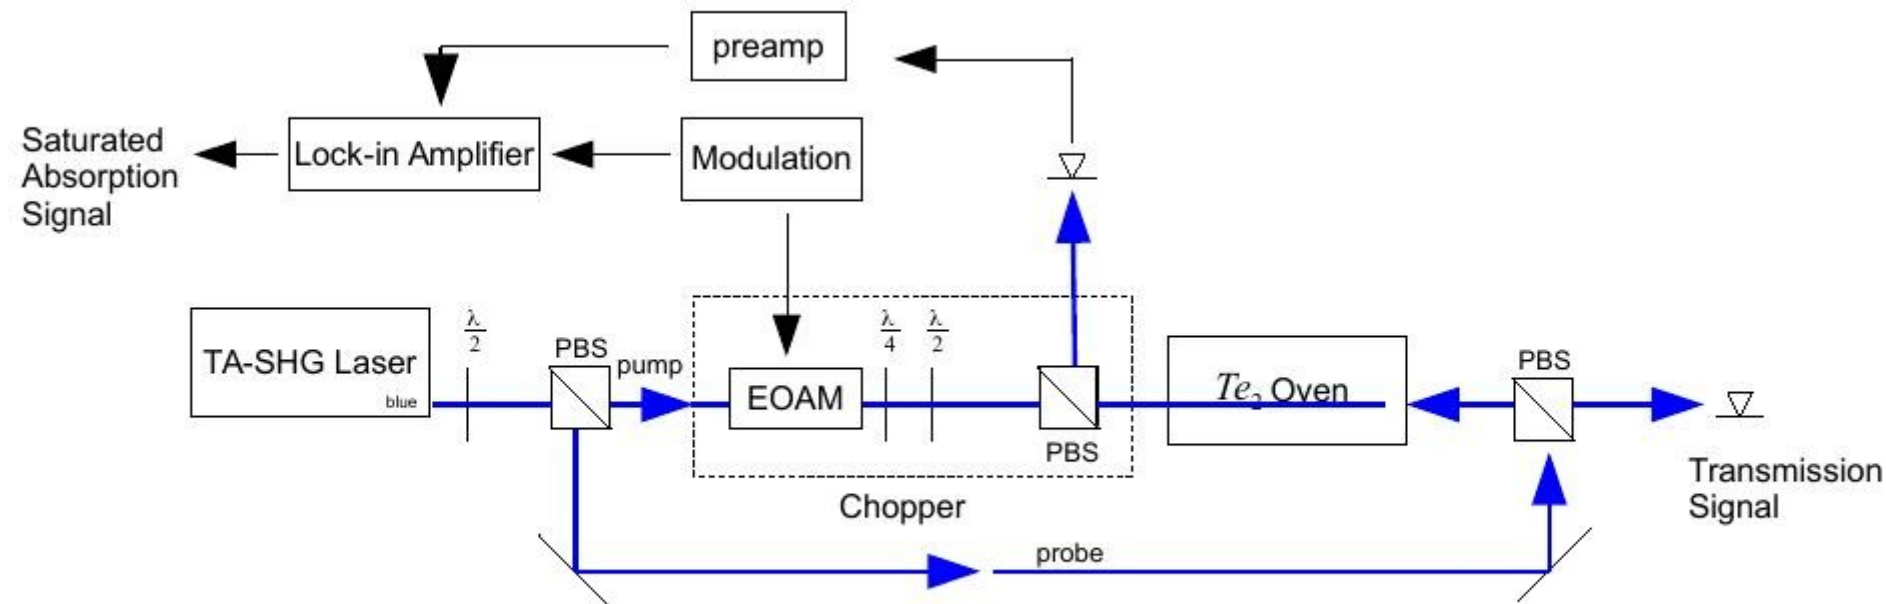 preamp
Saturated
Absorption
Signal
Lock-in Amplifier
Modulation
TA-SHG Laser
blue
λ
2
PBS
pump
EOAM
λ
4
λ
2
PBS
Te₂ Oven
PBS
Chopper
probe
Transmission
Signal